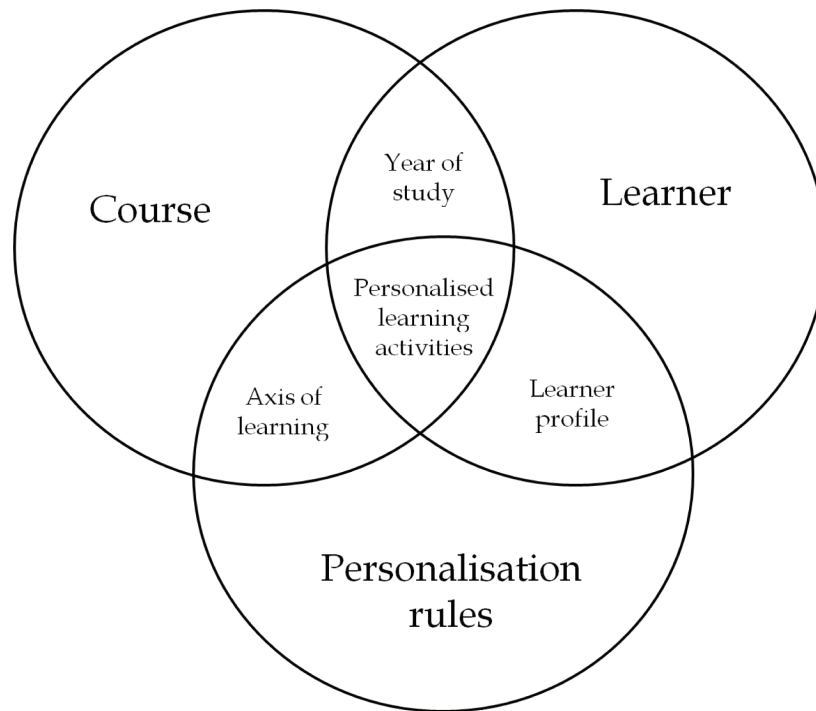 Year of
study
Course
Learner
Personalised
learning
activities
Axis of
learning
Learner
profile
Personalisation
rules